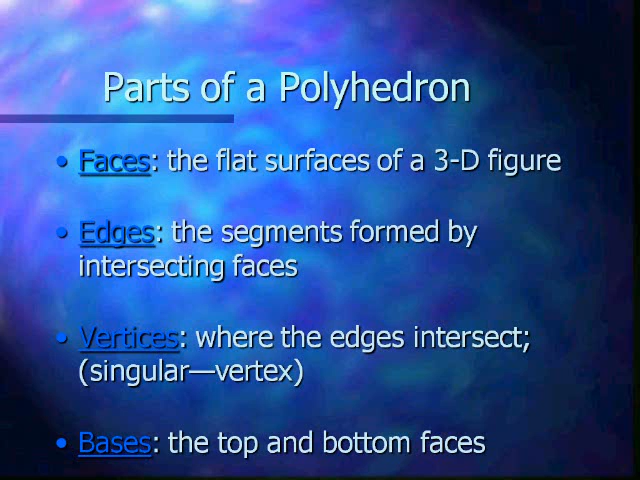 Parts of a Polyhedron
• Faces: the flat surfaces of a 3-D figure
• Edges: the segments formed by
intersecting faces
• Vertices: where the edges intersect;
(singular—vertex)
• Bases: the top and bottom faces